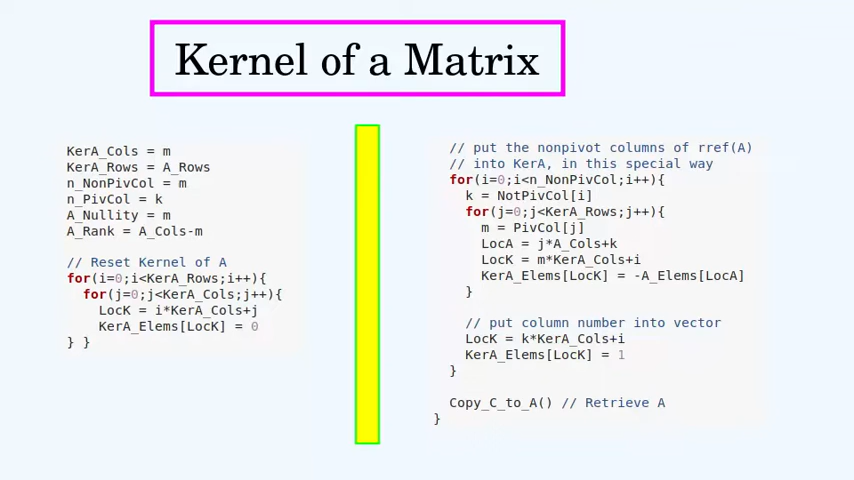 Kernel of a Matrix
KerA_Cols = m
KerA_Rows = A_Rows
n_NonPivCol = m
n_PivCol = k
A_Nullity = m
A_Rank = A_Cols-m
// Reset Kernel of A
for(i=0;i<KerA_Rows;i++){
for(j=0;j<KerA_Cols;j++){
LocK = i*KerA_Cols+j
KerA_Elems[LocK] = 0
} }
// put the nonpivot columns of rref(A)
// into KerA, in this special way
for(i=0;i<n_NonPivCol;i++){
k = NotPivCol[i]
for(j=0;j<KerA_Rows;j++){
m = PivCol[j]
LocA = j*A_Cols+k
LocK = m*KerA_Cols+i
KerA_Elems[LocK] = -A_Elems[LocA]
}
// put column number into vector
LocK = k*KerA_Cols+i
KerA_Elems[LocK] = 1
}
Copy_C_to_A() // Retrieve A
}